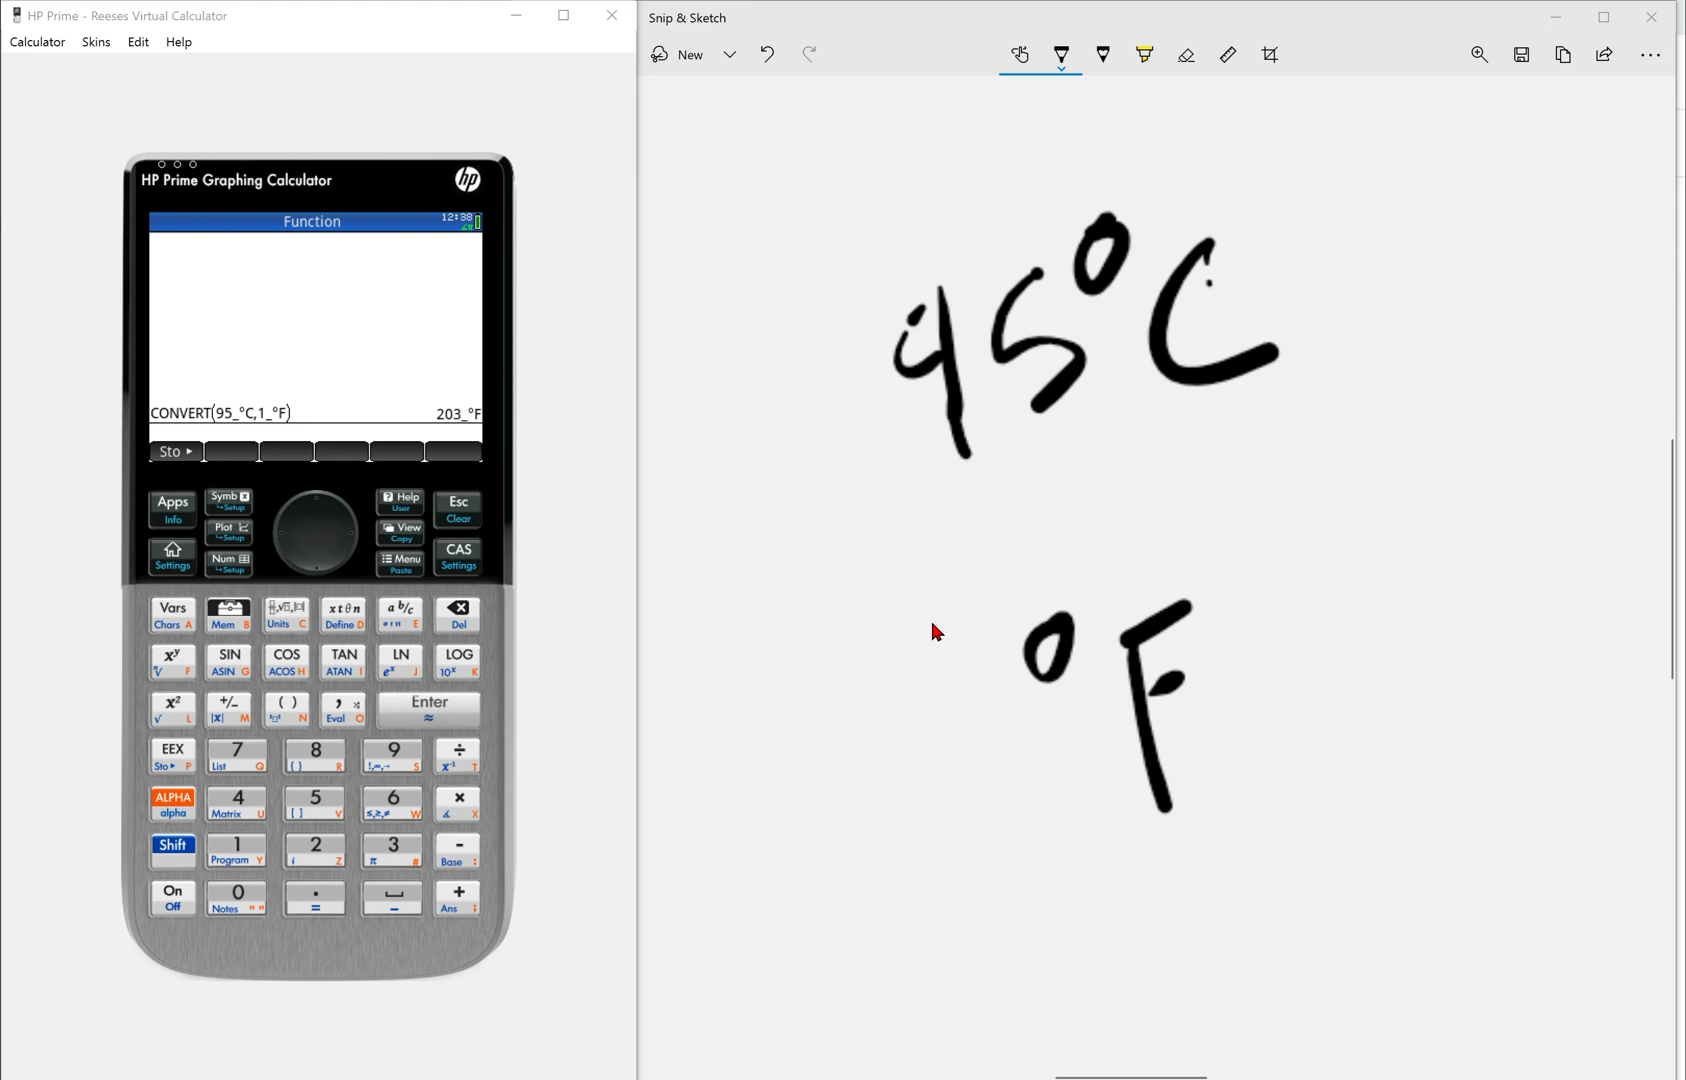 HP Prime - Reeses Virtual Calculator
Calculator Skins Edit Help
Snip & Sketch
New
HP Prime Graphing Calculator
hp
Function 12:38
∡π
CONVERT(95_°C,1_°F) 203_°F
Sto ▸
Apps Info
Symb ↳Setup
Help User
Esc Clear
Plot ↳Setup
View Copy
Settings
Num ↳Setup
Menu Paste
CAS Settings
Vars Chars A
Mem B
Units C
x t θ n Define D
a b/c E
Del
xʸ F
SIN ASIN G
COS ACOS H
TAN ATAN I
LN eˣ J
LOG 10ˣ K
x² √ L
+/- |x| M
( ) N
, Eval O
Enter ≈
EEX Sto ▸ P
7 List Q
8 { } R
9 !,∞,→ S
÷ x⁻¹ T
ALPHA alpha
4 Matrix U
5 [ ] V
6 ≤,≥,≠ W
× ∡ X
Shift
1 Program Y
2 i Z
3 π #
- Base :
On Off
0 Notes " "
. =
_
+ Ans ;
95°C
°F